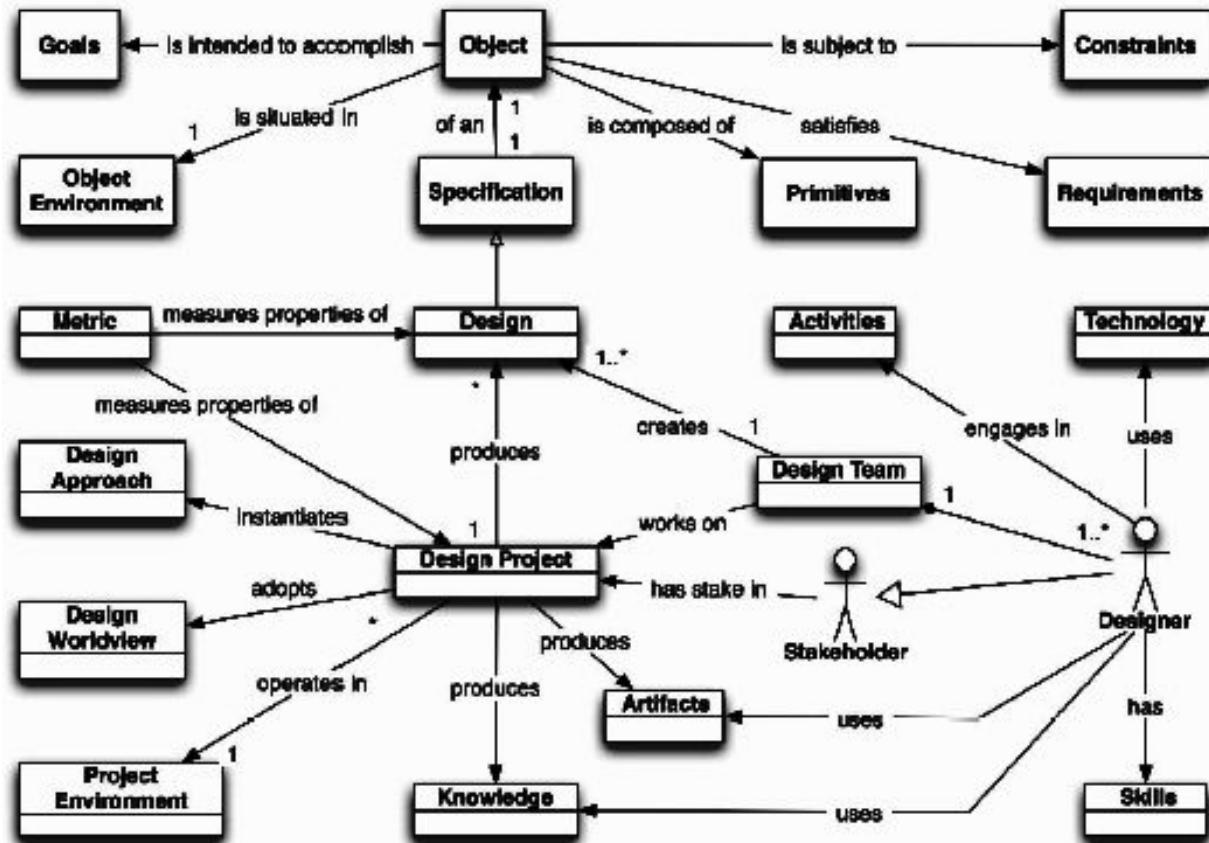 Goals
is intended to accomplish
Object
is subject to
Constraints
1
is situated in
of an
1
1
is composed of
satisfies
Object
Environment
Specification
Primitives
Requirements
Metric
measures properties of
Design
Activities
Technology
1..*
*
measures properties of
creates
1
engages in
uses
Design
Approach
produces
Design Team
instantiates
1
works on
1
1..*
Design Project
has stake in
adopts
*
Design
Worldview
produces
Stakeholder
Designer
operates in
produces
Artifacts
uses
has
1
Project
Environment
Knowledge
uses
Skills